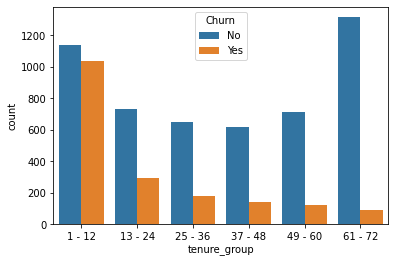 Churn
No
Yes
1200
1000
800
600
400
200
0
count
1 - 12 13 - 24 25 - 36 37 - 48 49 - 60 61 - 72
tenure_group